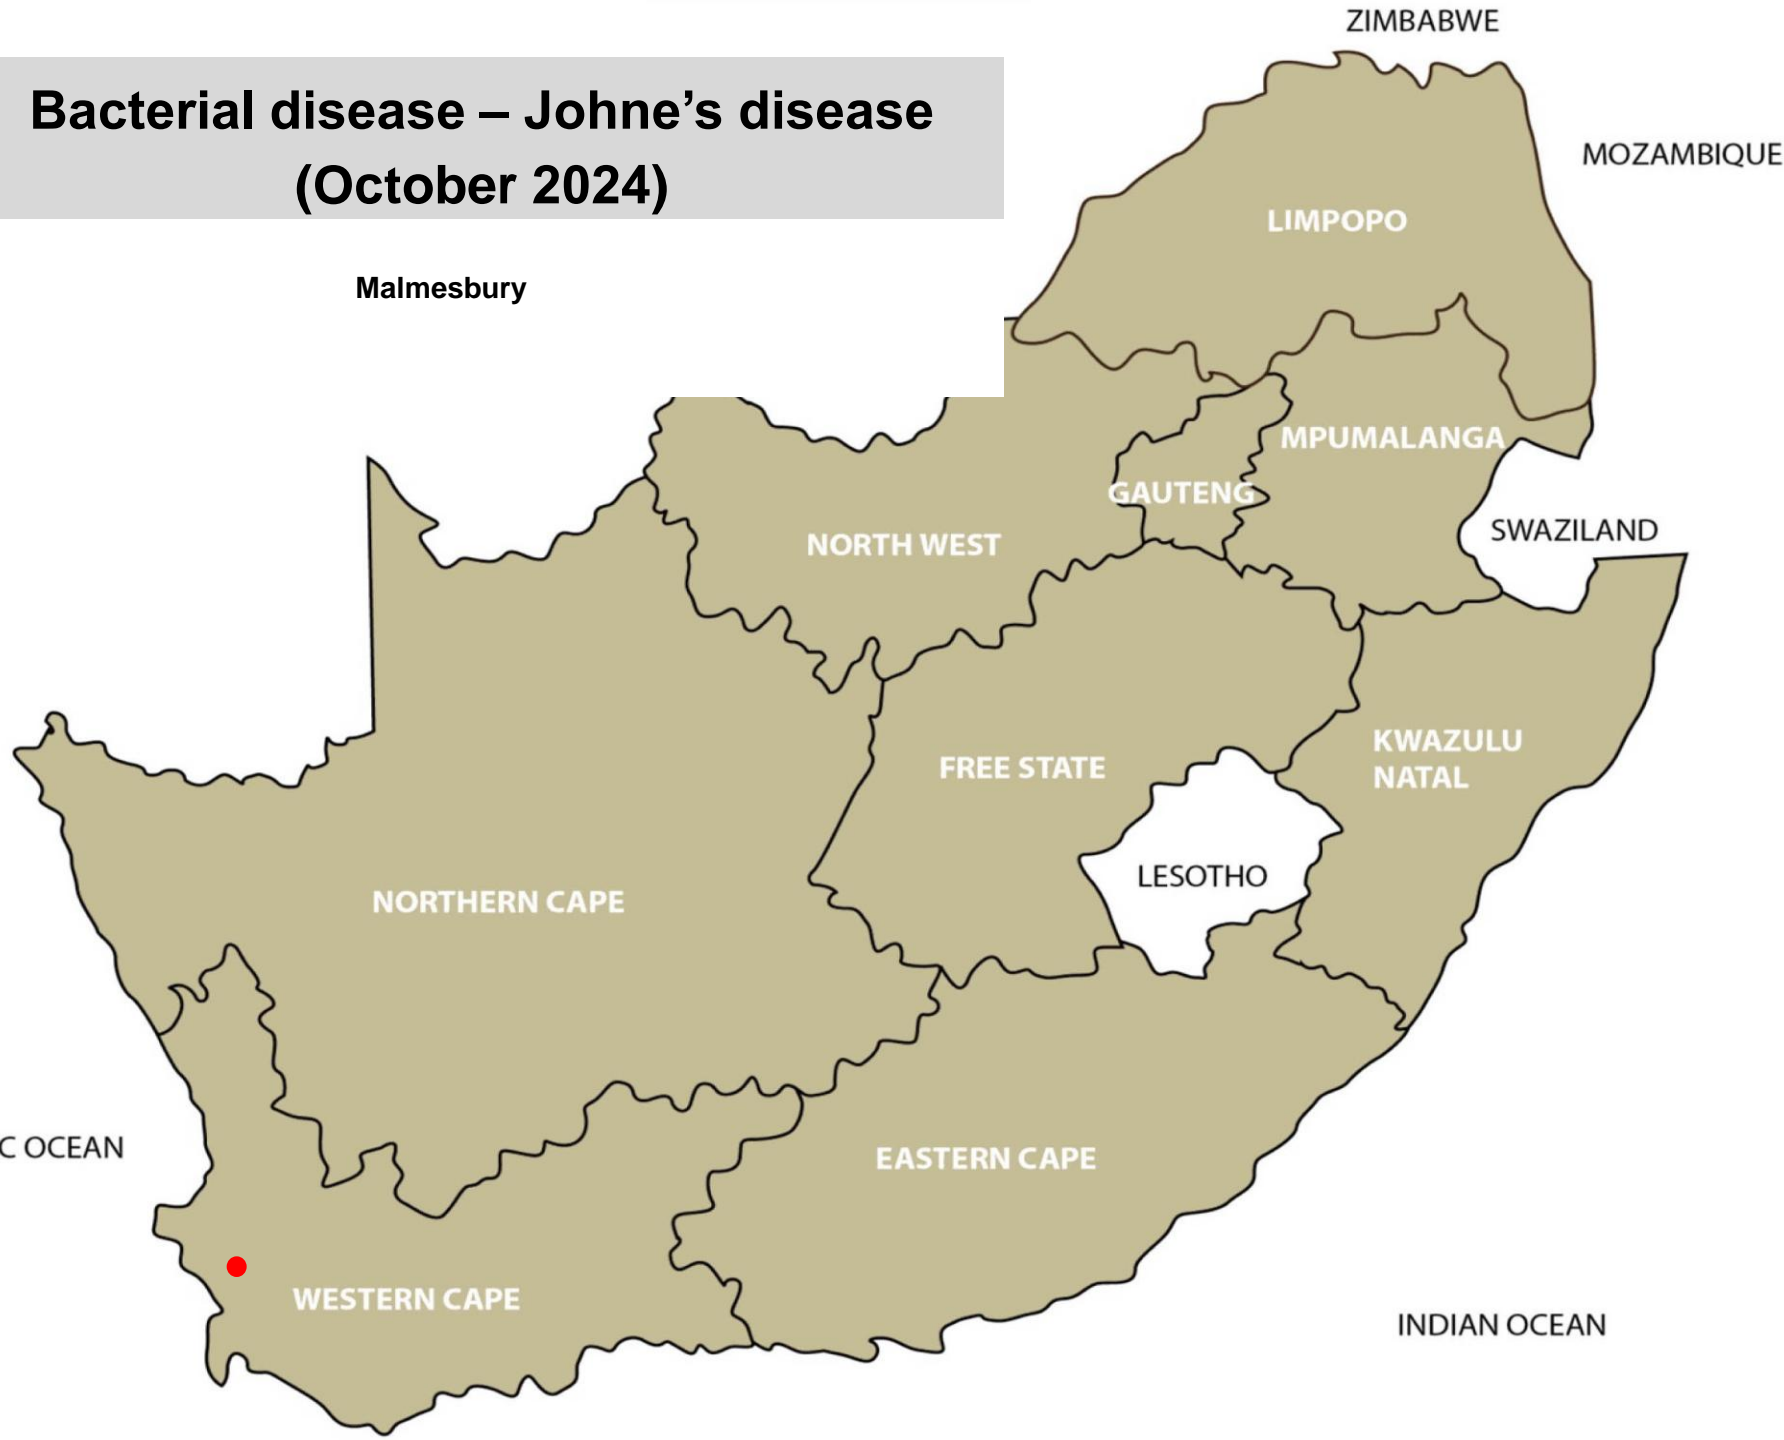 ZIMBABWE
Bacterial disease – Johne’s disease
(October 2024)
MOZAMBIQUE
LIMPOPO
Malmesbury
MPUMALANGA
GAUTENG
SWAZILAND
NORTH WEST
KWAZULU
NATAL
FREE STATE
LESOTHO
NORTHERN CAPE
C OCEAN
EASTERN CAPE
WESTERN CAPE
INDIAN OCEAN